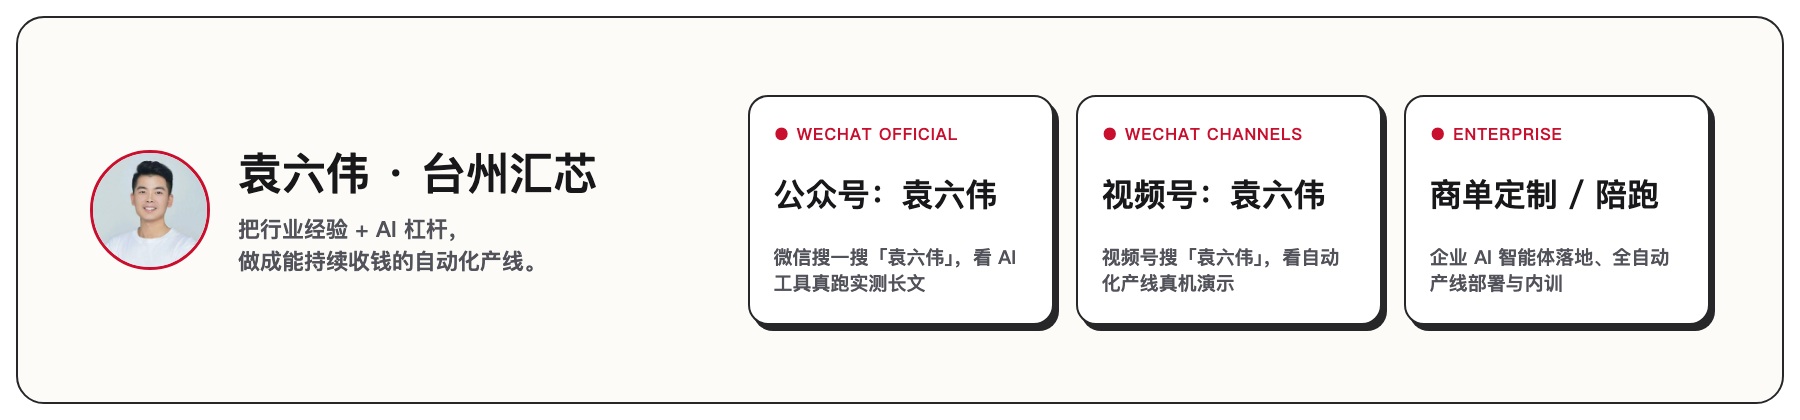 袁六伟 · 台州汇芯
把行业经验 + AI 杠杆，
做成能持续收钱的自动化产线。
WECHAT OFFICIAL
公众号：袁六伟
微信搜一搜「袁六伟」，看 AI
工具真跑实测长文
WECHAT CHANNELS
视频号：袁六伟
视频号搜「袁六伟」，看自动
化产线真机演示
ENTERPRISE
商单定制 / 陪跑
企业 AI 智能体落地、全自动
产线部署与内训